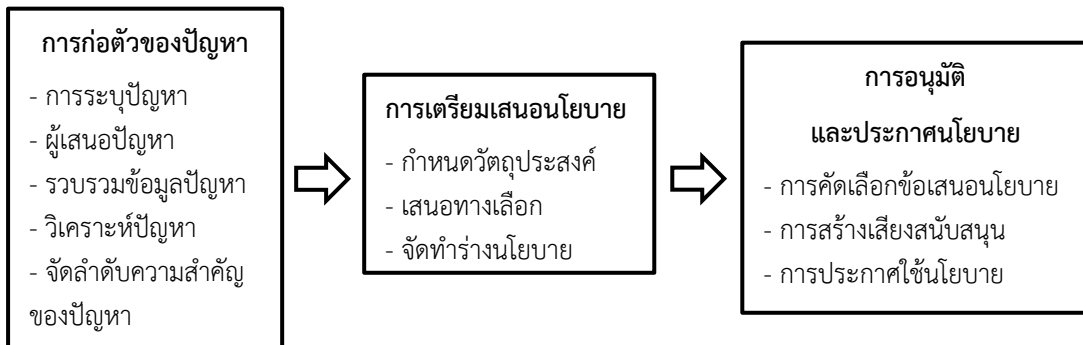 การก่อตัวของปัญหา
- การระบุปัญหา
- ผู้เสนอปัญหา
- รวบรวมข้อมูลปัญหา
- วิเคราะห์ปัญหา
- จัดลำดับความสำคัญ
ของปัญหา
การเตรียมเสนอนโยบาย
- กำหนดวัตถุประสงค์
- เสนอทางเลือก
- จัดทำร่างนโยบาย
การอนุมัติ
และประกาศนโยบาย
- การคัดเลือกข้อเสนอนโยบาย
- การสร้างเสียงสนับสนุน
- การประกาศใช้นโยบาย